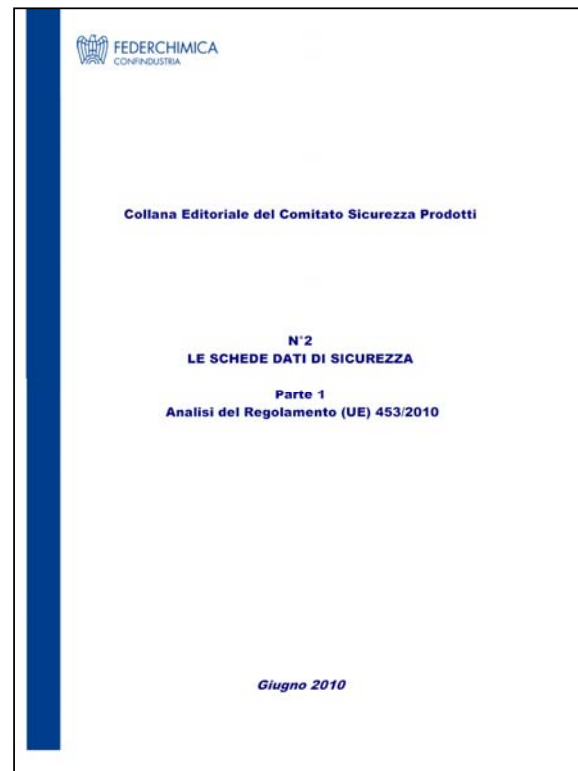 FEDERCHIMICA
CONFINDUSTRIA
Collana Editoriale del Comitato Sicurezza Prodotti
N°2
LE SCHEDE DATI DI SICUREZZA
Parte 1
Analisi del Regolamento (UE) 453/2010
Giugno 2010